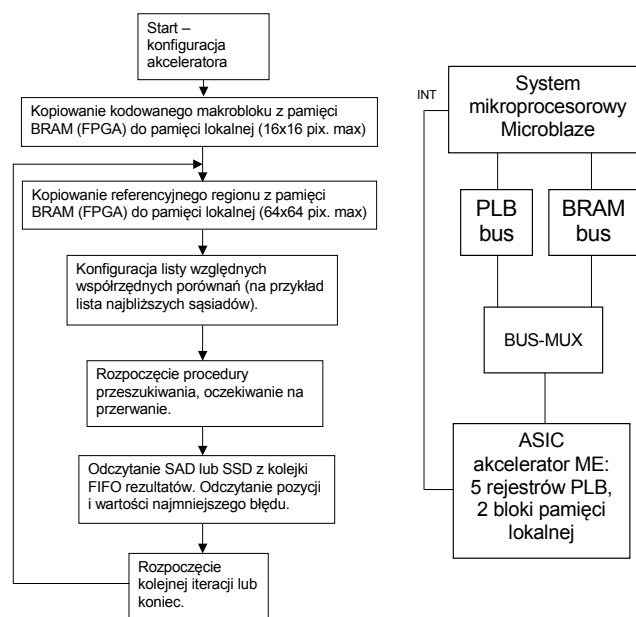 Start –
konfiguracja
akceleratora
Kopiowanie kodowanego makrobloku z pamięci
BRAM (FPGA) do pamięci lokalnej (16x16 pix. max)
Kopiowanie referencyjnego regionu z pamięci
BRAM (FPGA) do pamięci lokalnej (64x64 pix. max)
Konfiguracja listy względnych
współrzędnych porównań (na przykład
lista najbliższych sąsiadów).
Rozpoczęcie procedury
przeszukiwania, oczekiwanie na
przerwanie.
Odczytanie SAD lub SSD z kolejki
FIFO rezultatów. Odczytanie pozycji
i wartości najmniejszego błędu.
Rozpoczęcie
kolejnej iteracji lub
koniec.
INT
System
mikroprocesorowy
Microblaze
PLB
bus
BRAM
bus
BUS-MUX
ASIC
akcelerator ME:
5 rejestrów PLB,
2 bloki pamięci
lokalnej